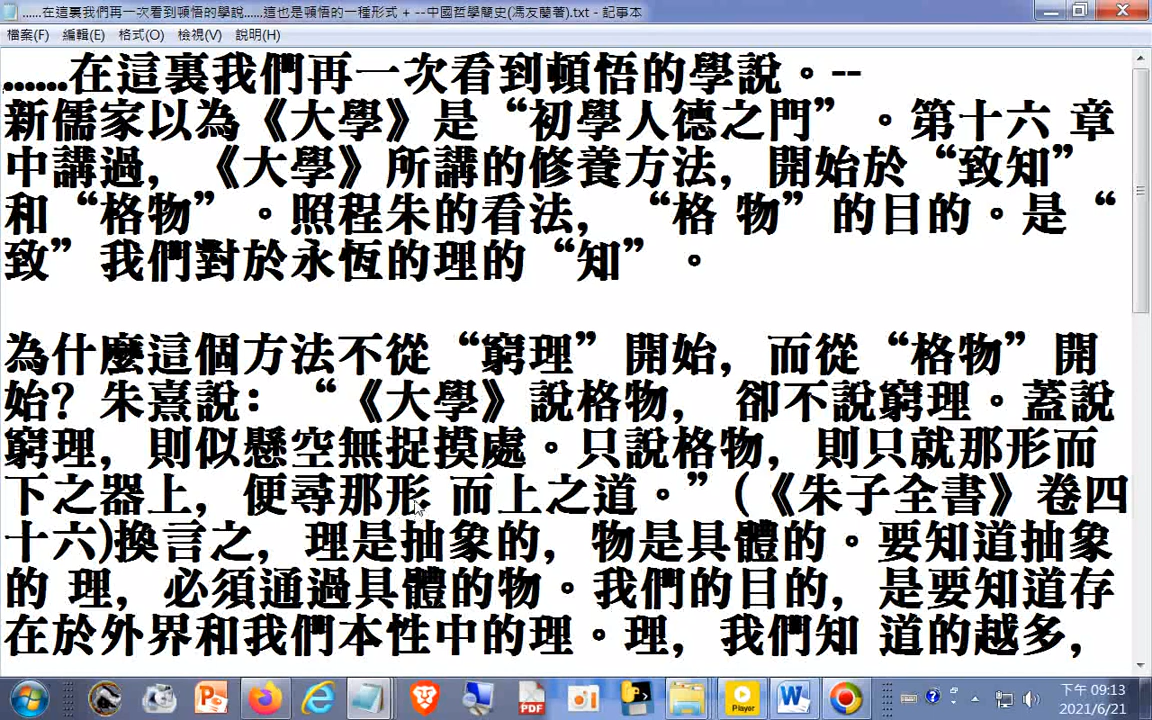 ......在這裏我們再一次看到頓悟的學說......這也是頓悟的一種形式 + --中國哲學簡史(馮友蘭著).txt - 記事本
檔案(F) 編輯(E) 格式(O) 檢視(V) 說明(H)
......在這裏我們再一次看到頓悟的學說。--
新儒家以為《大學》是“初學人德之門”。第十六 章
中講過，《大學》所講的修養方法，開始於“致知”
和“格物”。照程朱的看法，“格 物”的目的。是“
致”我們對於永恆的理的“知”。
為什麼這個方法不從“窮理”開始，而從“格物”開
始？朱熹說：“《大學》說格物，卻不說窮理。蓋說
窮理，則似懸空無捉摸處。只說格物，則只就那形而
下之器上，便尋那形 而上之道。”(《朱子全書》卷四
十六)換言之，理是抽象的，物是具體的。要知道抽象
的 理，必須通過具體的物。我們的目的，是要知道存
在於外界和我們本性中的理。理，我們知 道的越多，
PDF
Player
下午 09:13
2021/6/21